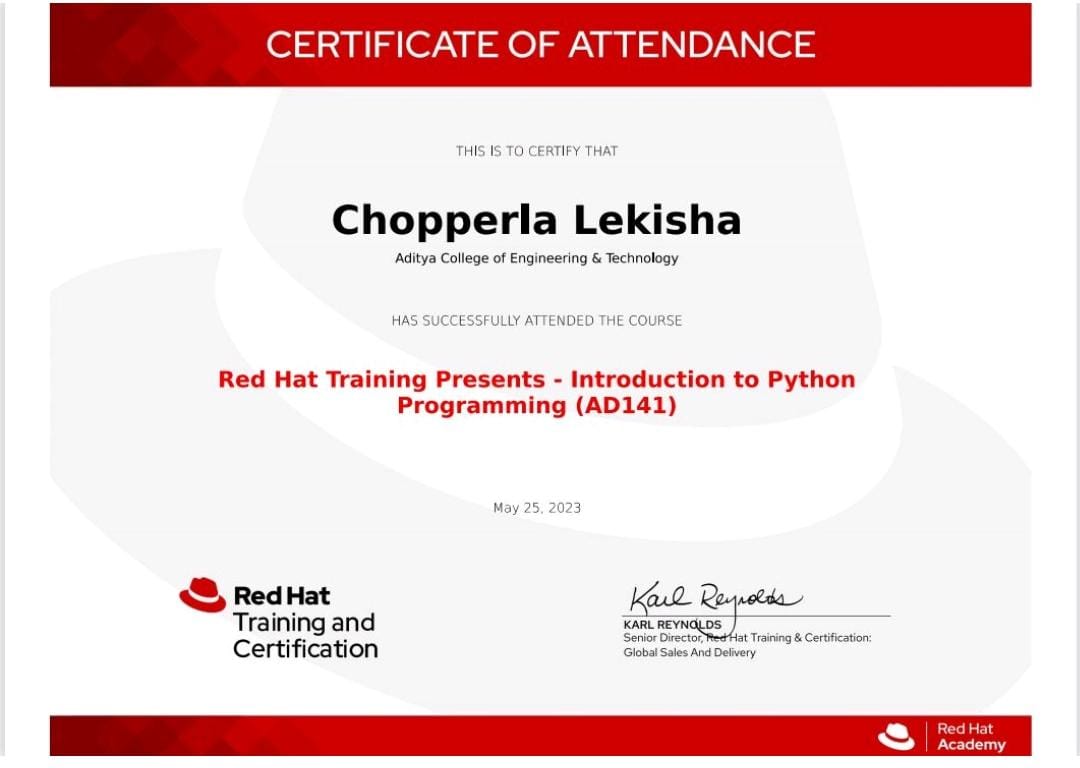 CERTIFICATE OF ATTENDANCE
THIS IS TO CERTIFY THAT
Chopperla Lekisha
Aditya College of Engineering & Technology
HAS SUCCESSFULLY ATTENDED THE COURSE
Red Hat Training Presents - Introduction to Python
Programming (AD141)
May 25, 2023
Red Hat
Training and
Certification
Karl Reynolds
KARL REYNOLDS
Senior Director, Red Hat Training & Certification:
Global Sales And Delivery
Red Hat
Academy